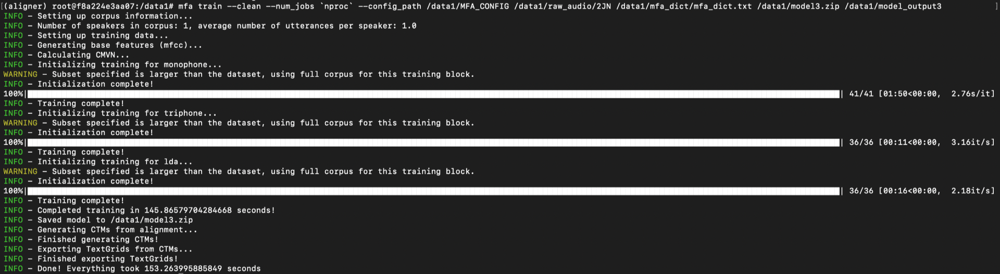 [(aligner) root@f8a224e3aa07:/data1# mfa train --clean --num_jobs `nproc` --config_path /data1/MFA_CONFIG /data1/raw_audio/2JN /data1/mfa_dict/mfa_dict.txt /data1/model3.zip /data1/model_output3 ]
INFO - Setting up corpus information...
INFO - Number of speakers in corpus: 1, average number of utterances per speaker: 1.0
INFO - Setting up training data...
INFO - Generating base features (mfcc)...
INFO - Calculating CMVN...
INFO - Initializing training for monophone...
WARNING - Subset specified is larger than the dataset, using full corpus for this training block.
INFO - Initialization complete!
100%| | 41/41 [01:50<00:00, 2.76s/it]
INFO - Training complete!
INFO - Initializing training for triphone...
WARNING - Subset specified is larger than the dataset, using full corpus for this training block.
INFO - Initialization complete!
100%| | 36/36 [00:11<00:00, 3.16it/s]
INFO - Training complete!
INFO - Initializing training for lda...
WARNING - Subset specified is larger than the dataset, using full corpus for this training block.
INFO - Initialization complete!
100%| | 36/36 [00:16<00:00, 2.18it/s]
INFO - Training complete!
INFO - Completed training in 145.86579704284668 seconds!
INFO - Saved model to /data1/model3.zip
INFO - Generating CTMs from alignment...
INFO - Finished generating CTMs!
INFO - Exporting TextGrids from CTMs...
INFO - Finished exporting TextGrids!
INFO - Done! Everything took 153.263995885849 seconds